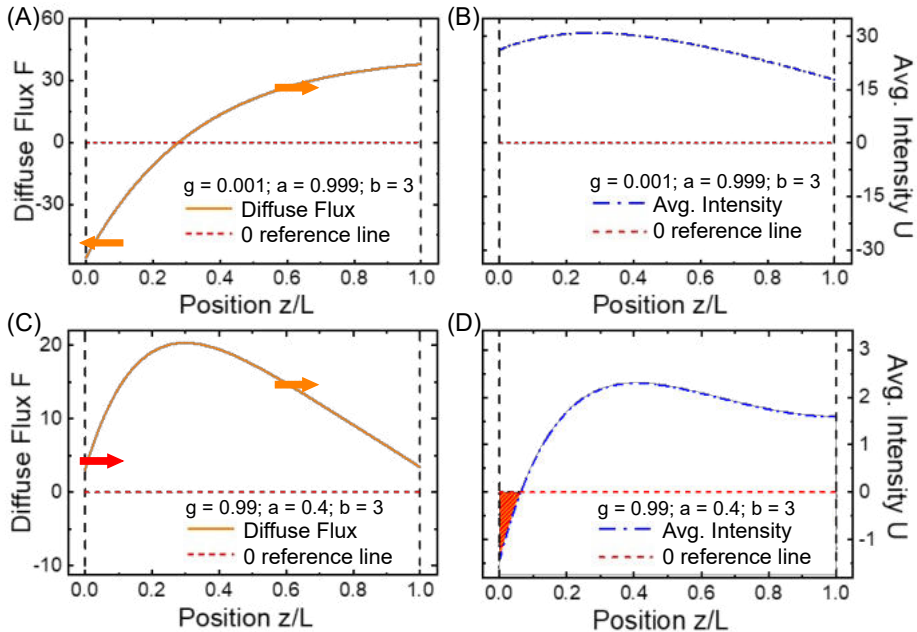 (A)
60
30
0
-30
Diffuse Flux F
g = 0.001; a = 0.999; b = 3
Diffuse Flux
0 reference line
0.0 0.2 0.4 0.6 0.8 1.0
Position z/L
(B)
30
15
0
-15
-30
Avg. Intensity U
g = 0.001; a = 0.999; b = 3
Avg. Intensity
0 reference line
0.0 0.2 0.4 0.6 0.8 1.0
Position z/L
(C)
20
10
0
-10
Diffuse Flux F
g = 0.99; a = 0.4; b = 3
Diffuse Flux
0 reference line
0.0 0.2 0.4 0.6 0.8 1.0
Position z/L
(D)
3
2
1
0
-1
Avg. Intensity U
g = 0.99; a = 0.4; b = 3
Avg. Intensity
0 reference line
0.0 0.2 0.4 0.6 0.8 1.0
Position z/L